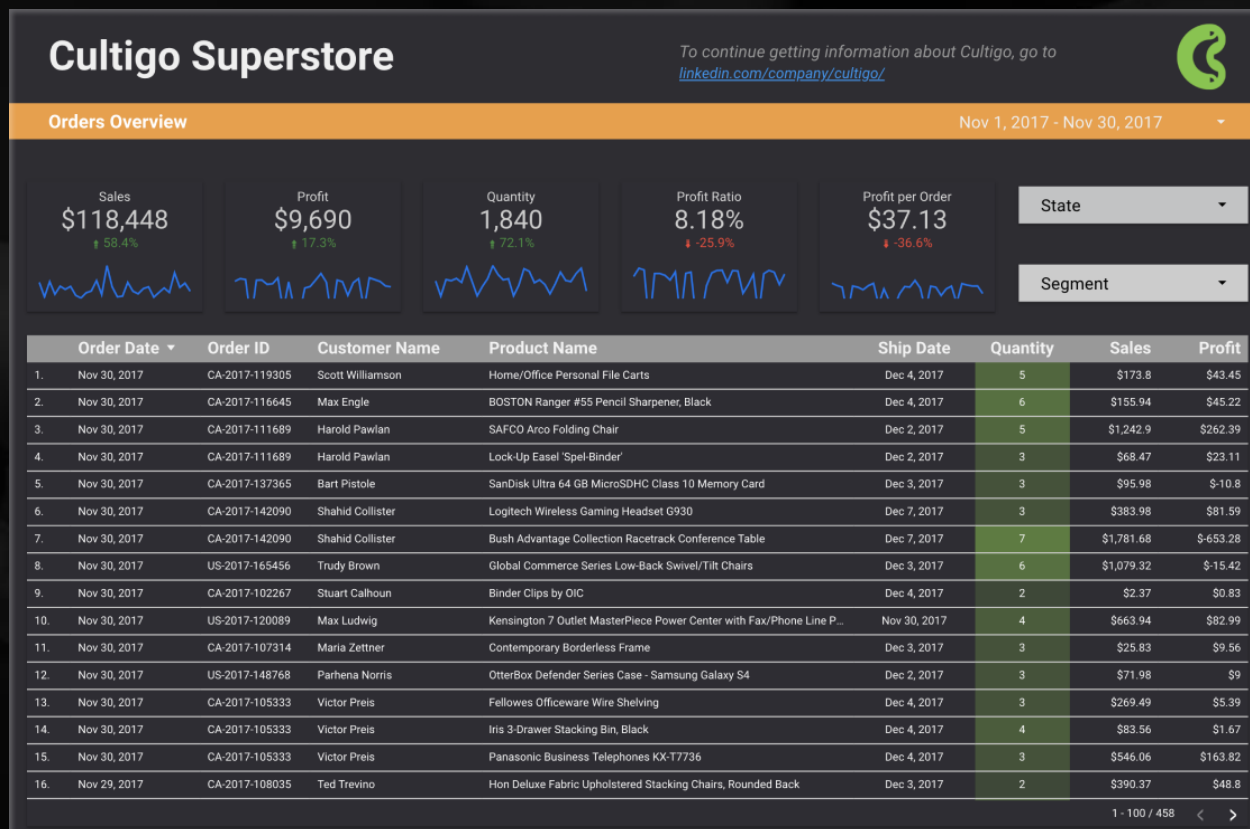 Cultigo Superstore
To continue getting information about Cultigo, go to
linkedin.com/company/cultigo/
Orders Overview
Nov 1, 2017 - Nov 30, 2017
Sales
$118,448
58.4%
Profit
$9,690
17.3%
Quantity
1,840
72.1%
Profit Ratio
8.18%
-25.9%
Profit per Order
$37.13
-36.6%
State
Segment
Order Date Order ID Customer Name Product Name Ship Date Quantity Sales Profit
1. Nov 30, 2017 CA-2017-119305 Scott Williamson Home/Office Personal File Carts Dec 4, 2017 5 $173.8 $43.45
2. Nov 30, 2017 CA-2017-116645 Max Engle BOSTON Ranger #55 Pencil Sharpener, Black Dec 4, 2017 6 $155.94 $45.22
3. Nov 30, 2017 CA-2017-111689 Harold Pawlan SAFCO Arco Folding Chair Dec 2, 2017 5 $1,242.9 $262.39
4. Nov 30, 2017 CA-2017-111689 Harold Pawlan Lock-Up Easel 'Spel-Binder' Dec 2, 2017 3 $68.47 $23.11
5. Nov 30, 2017 CA-2017-137365 Bart Pistole SanDisk Ultra 64 GB MicroSDHC Class 10 Memory Card Dec 3, 2017 3 $95.98 $-10.8
6. Nov 30, 2017 CA-2017-142090 Shahid Collister Logitech Wireless Gaming Headset G930 Dec 7, 2017 3 $383.98 $81.59
7. Nov 30, 2017 CA-2017-142090 Shahid Collister Bush Advantage Collection Racetrack Conference Table Dec 7, 2017 7 $1,781.68 $-653.28
8. Nov 30, 2017 US-2017-165456 Trudy Brown Global Commerce Series Low-Back Swivel/Tilt Chairs Dec 3, 2017 6 $1,079.32 $-15.42
9. Nov 30, 2017 CA-2017-102267 Stuart Calhoun Binder Clips by OIC Dec 4, 2017 2 $2.37 $0.83
10. Nov 30, 2017 US-2017-120089 Max Ludwig Kensington 7 Outlet MasterPiece Power Center with Fax/Phone Line P... Nov 30, 2017 4 $663.94 $82.99
11. Nov 30, 2017 CA-2017-107314 Maria Zettner Contemporary Borderless Frame Dec 3, 2017 3 $25.83 $9.56
12. Nov 30, 2017 US-2017-148768 Parhena Norris OtterBox Defender Series Case - Samsung Galaxy S4 Dec 2, 2017 3 $71.98 $9
13. Nov 30, 2017 CA-2017-105333 Victor Preis Fellowes Officeware Wire Shelving Dec 4, 2017 3 $269.49 $5.39
14. Nov 30, 2017 CA-2017-105333 Victor Preis Iris 3-Drawer Stacking Bin, Black Dec 4, 2017 4 $83.56 $1.67
15. Nov 30, 2017 CA-2017-105333 Victor Preis Panasonic Business Telephones KX-T7736 Dec 4, 2017 3 $546.06 $163.82
16. Nov 29, 2017 CA-2017-108035 Ted Trevino Hon Deluxe Fabric Upholstered Stacking Chairs, Rounded Back Dec 3, 2017 2 $390.37 $48.8
1 - 100 / 458